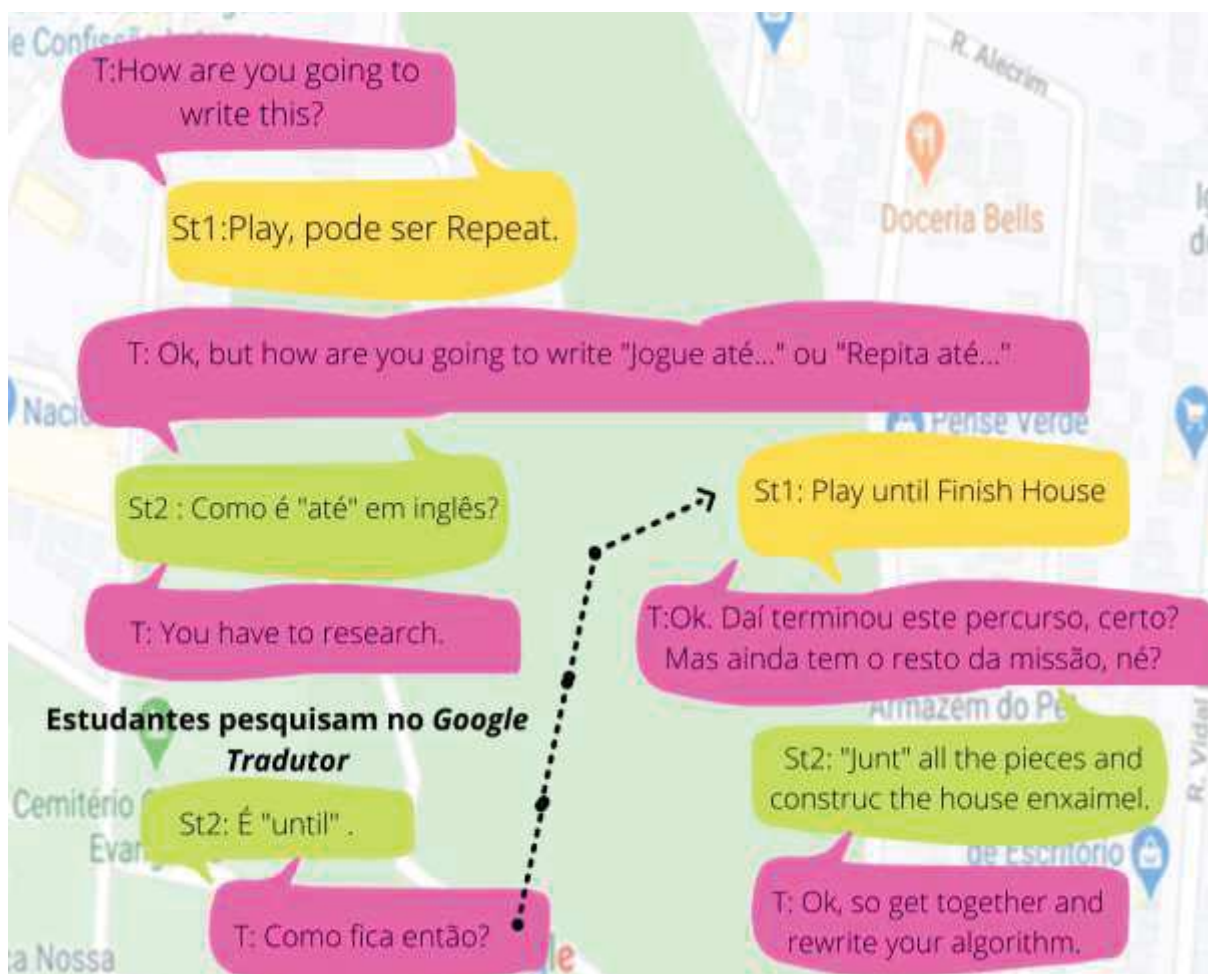 e Confissão
R. Alecrim
T:How are you going to
write this?
St1:Play, pode ser Repeat.
Doceria Bells
T: Ok, but how are you going to write "Jogue até..." ou "Repita até..."
Pense Verde
St2 : Como é "até" em inglês?
T: You have to research.
Estudantes pesquisam no Google
Tradutor
Cemitério
St2: É "until" .
T: Como fica então?
a Nossa
St1: Play until Finish House
T:Ok. Daí terminou este percurso, certo?
Mas ainda tem o resto da missão, né?
Armazém do
R. Vidal
St2: "Junt" all the pieces and
construc the house enxaimel.
de Escritório
T: Ok, so get together and
rewrite your algorithm.